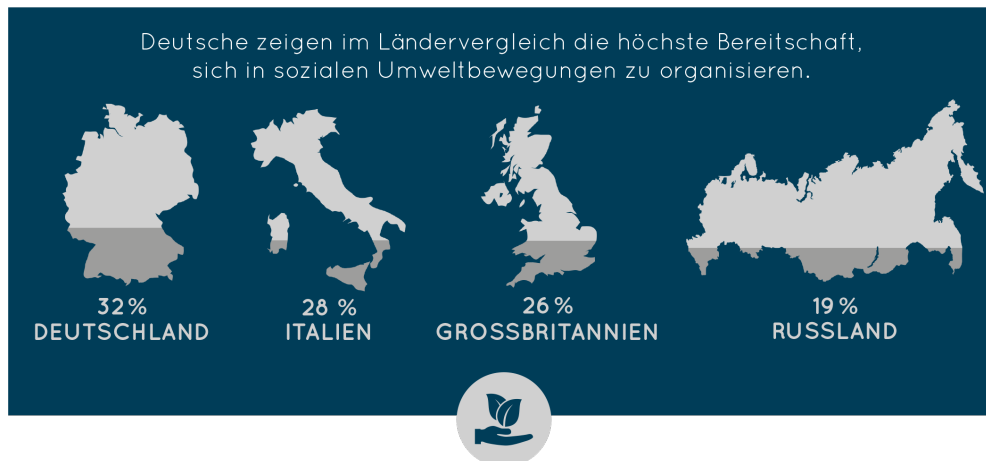 Deutsche zeigen im Ländervergleich die höchste Bereitschaft,
sich in sozialen Umweltbewegungen zu organisieren.
32 %
DEUTSCHLAND
28 %
ITALIEN
26 %
GROSSBRITANNIEN
19 %
RUSSLAND